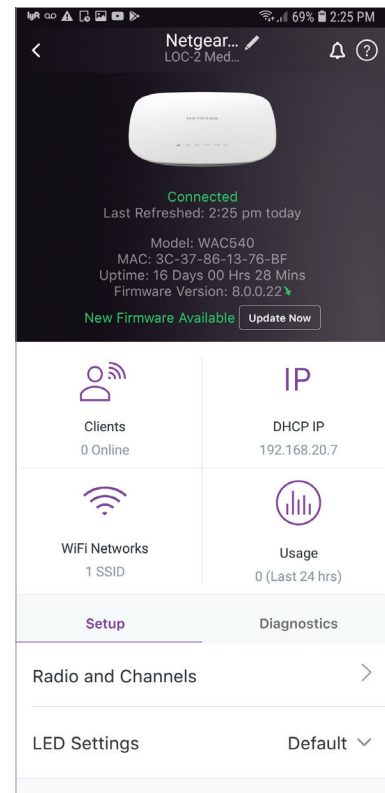 lyft 69% 2:25 PM
Netgear...
LOC-2 Med...
NETGEAR
Connected
Last Refreshed: 2:25 pm today
Model: WAC540
MAC: 3C-37-86-13-76-BF
Uptime: 16 Days 00 Hrs 28 Mins
Firmware Version: 8.0.0.22
New Firmware Available Update Now
IP
Clients
0 Online
DHCP IP
192.168.20.7
WiFi Networks
1 SSID
Usage
0 (Last 24 hrs)
Setup Diagnostics
Radio and Channels
LED Settings Default